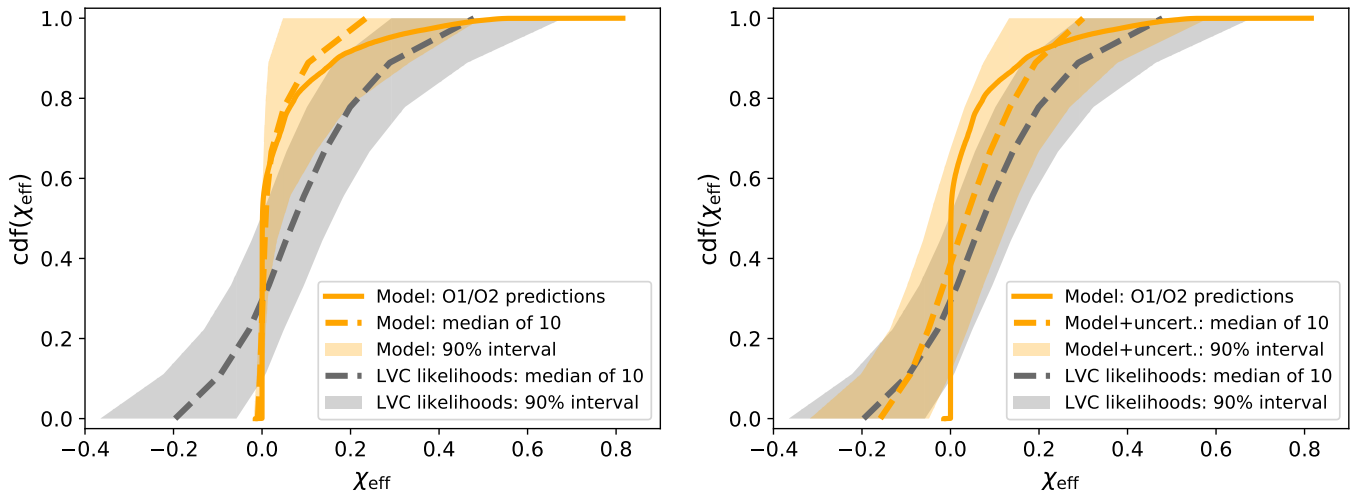 1.0
0.8
0.6
0.4
0.2
0.0
cdf(χeff)
−0.4
−0.2
0.0
0.2
0.4
0.6
0.8
χeff
Model: O1/O2 predictions
Model: median of 10
Model: 90% interval
LVC likelihoods: median of 10
LVC likelihoods: 90% interval
1.0
0.8
0.6
0.4
0.2
0.0
cdf(χeff)
−0.4
−0.2
0.0
0.2
0.4
0.6
0.8
χeff
Model: O1/O2 predictions
Model+uncert.: median of 10
Model+uncert.: 90% interval
LVC likelihoods: median of 10
LVC likelihoods: 90% interval